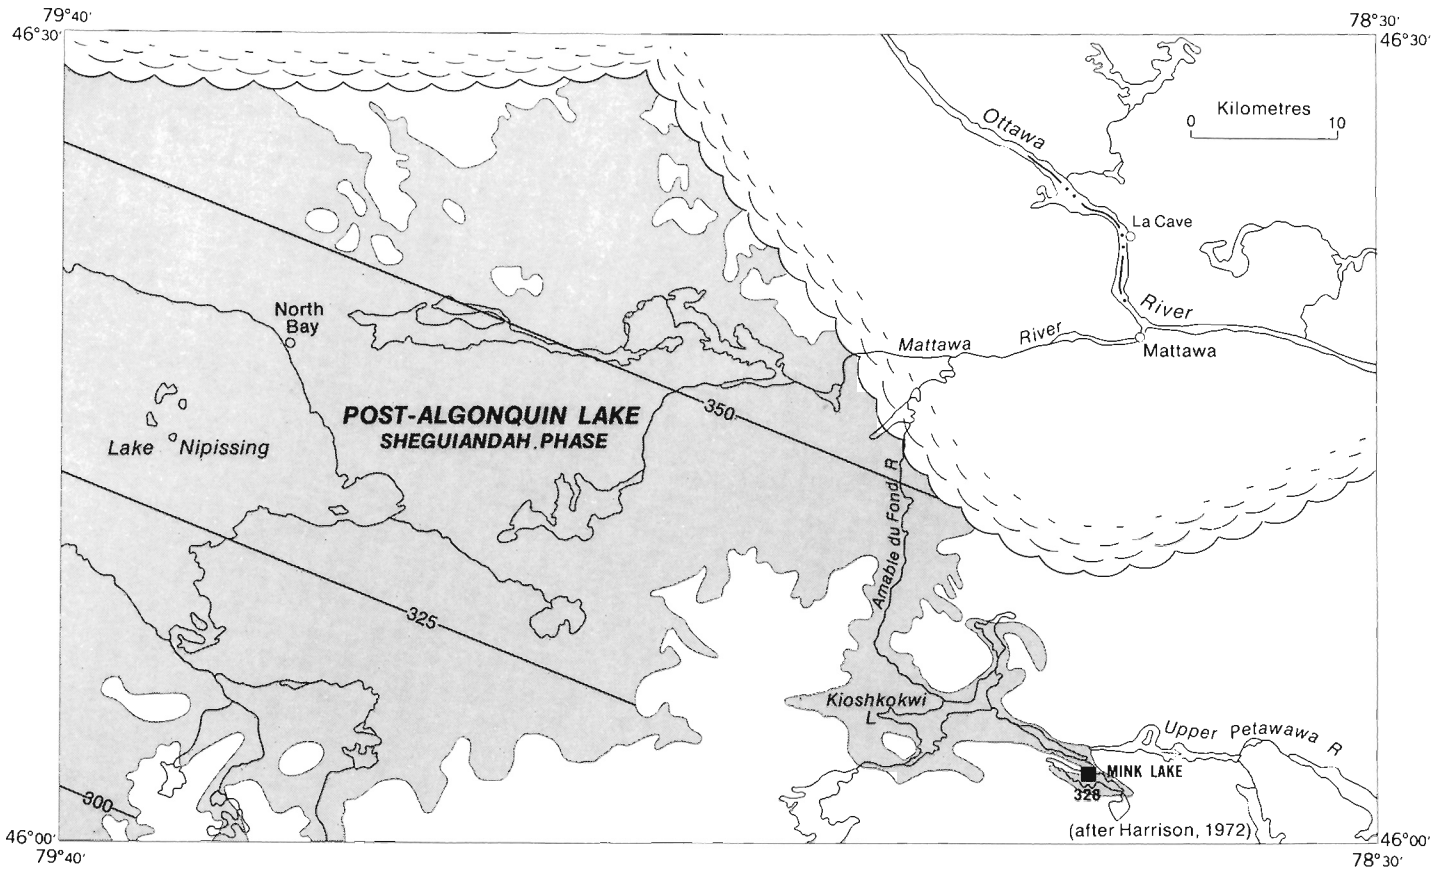 79°40′
78°30′
46°30′
46°30′
Kilometres
0 10
Ottawa
La Cave
River
North
Bay
Mattawa
River
Mattawa
350
POST-ALGONQUIN LAKE
SHEGUIANDAH PHASE
Lake Nipissing
Amable du Fond R
325
Kioshkokwi
L
Upper Petawawa R
MINK LAKE
328
300
(after Harrison, 1972)
46°00′
46°00′
79°40′
78°30′